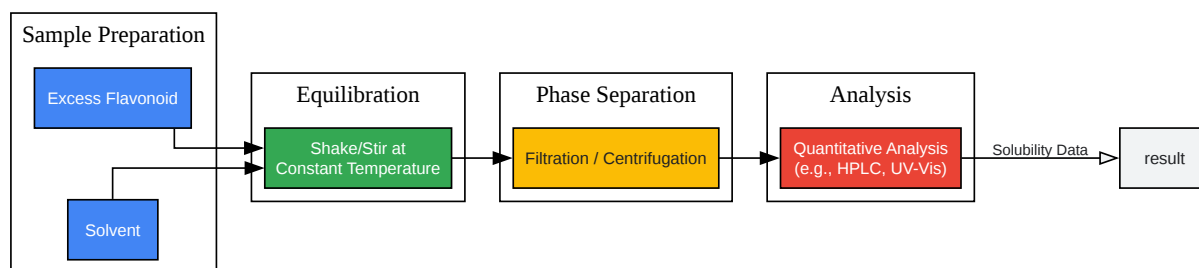 Sample Preparation
Excess Flavonoid
Solvent
Equilibration
Shake/Stir at
Constant Temperature
Phase Separation
Filtration / Centrifugation
Analysis
Quantitative Analysis
(e.g., HPLC, UV-Vis)
Solubility Data
result